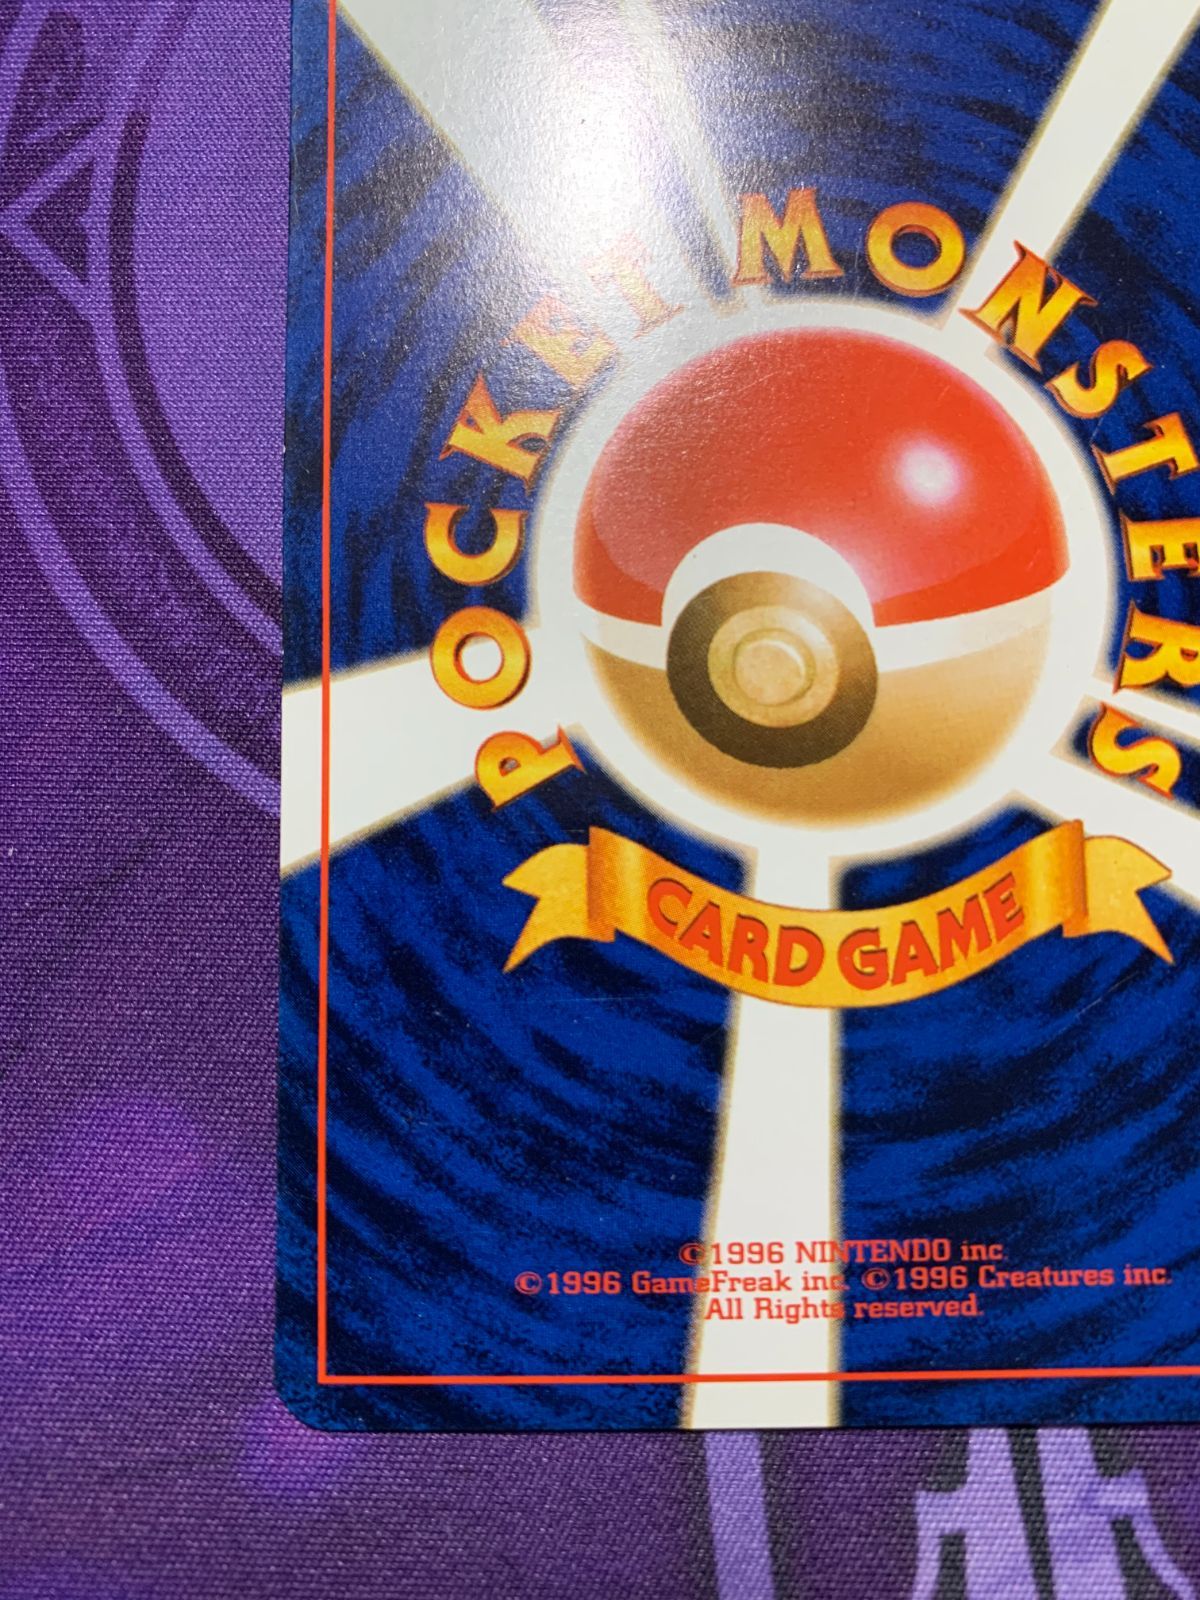 POCKET MONSTERS
CARD GAME
©1996 NINTENDO inc.
©1996 GameFreak inc. ©1996 Creatures inc.
All Rights reserved.